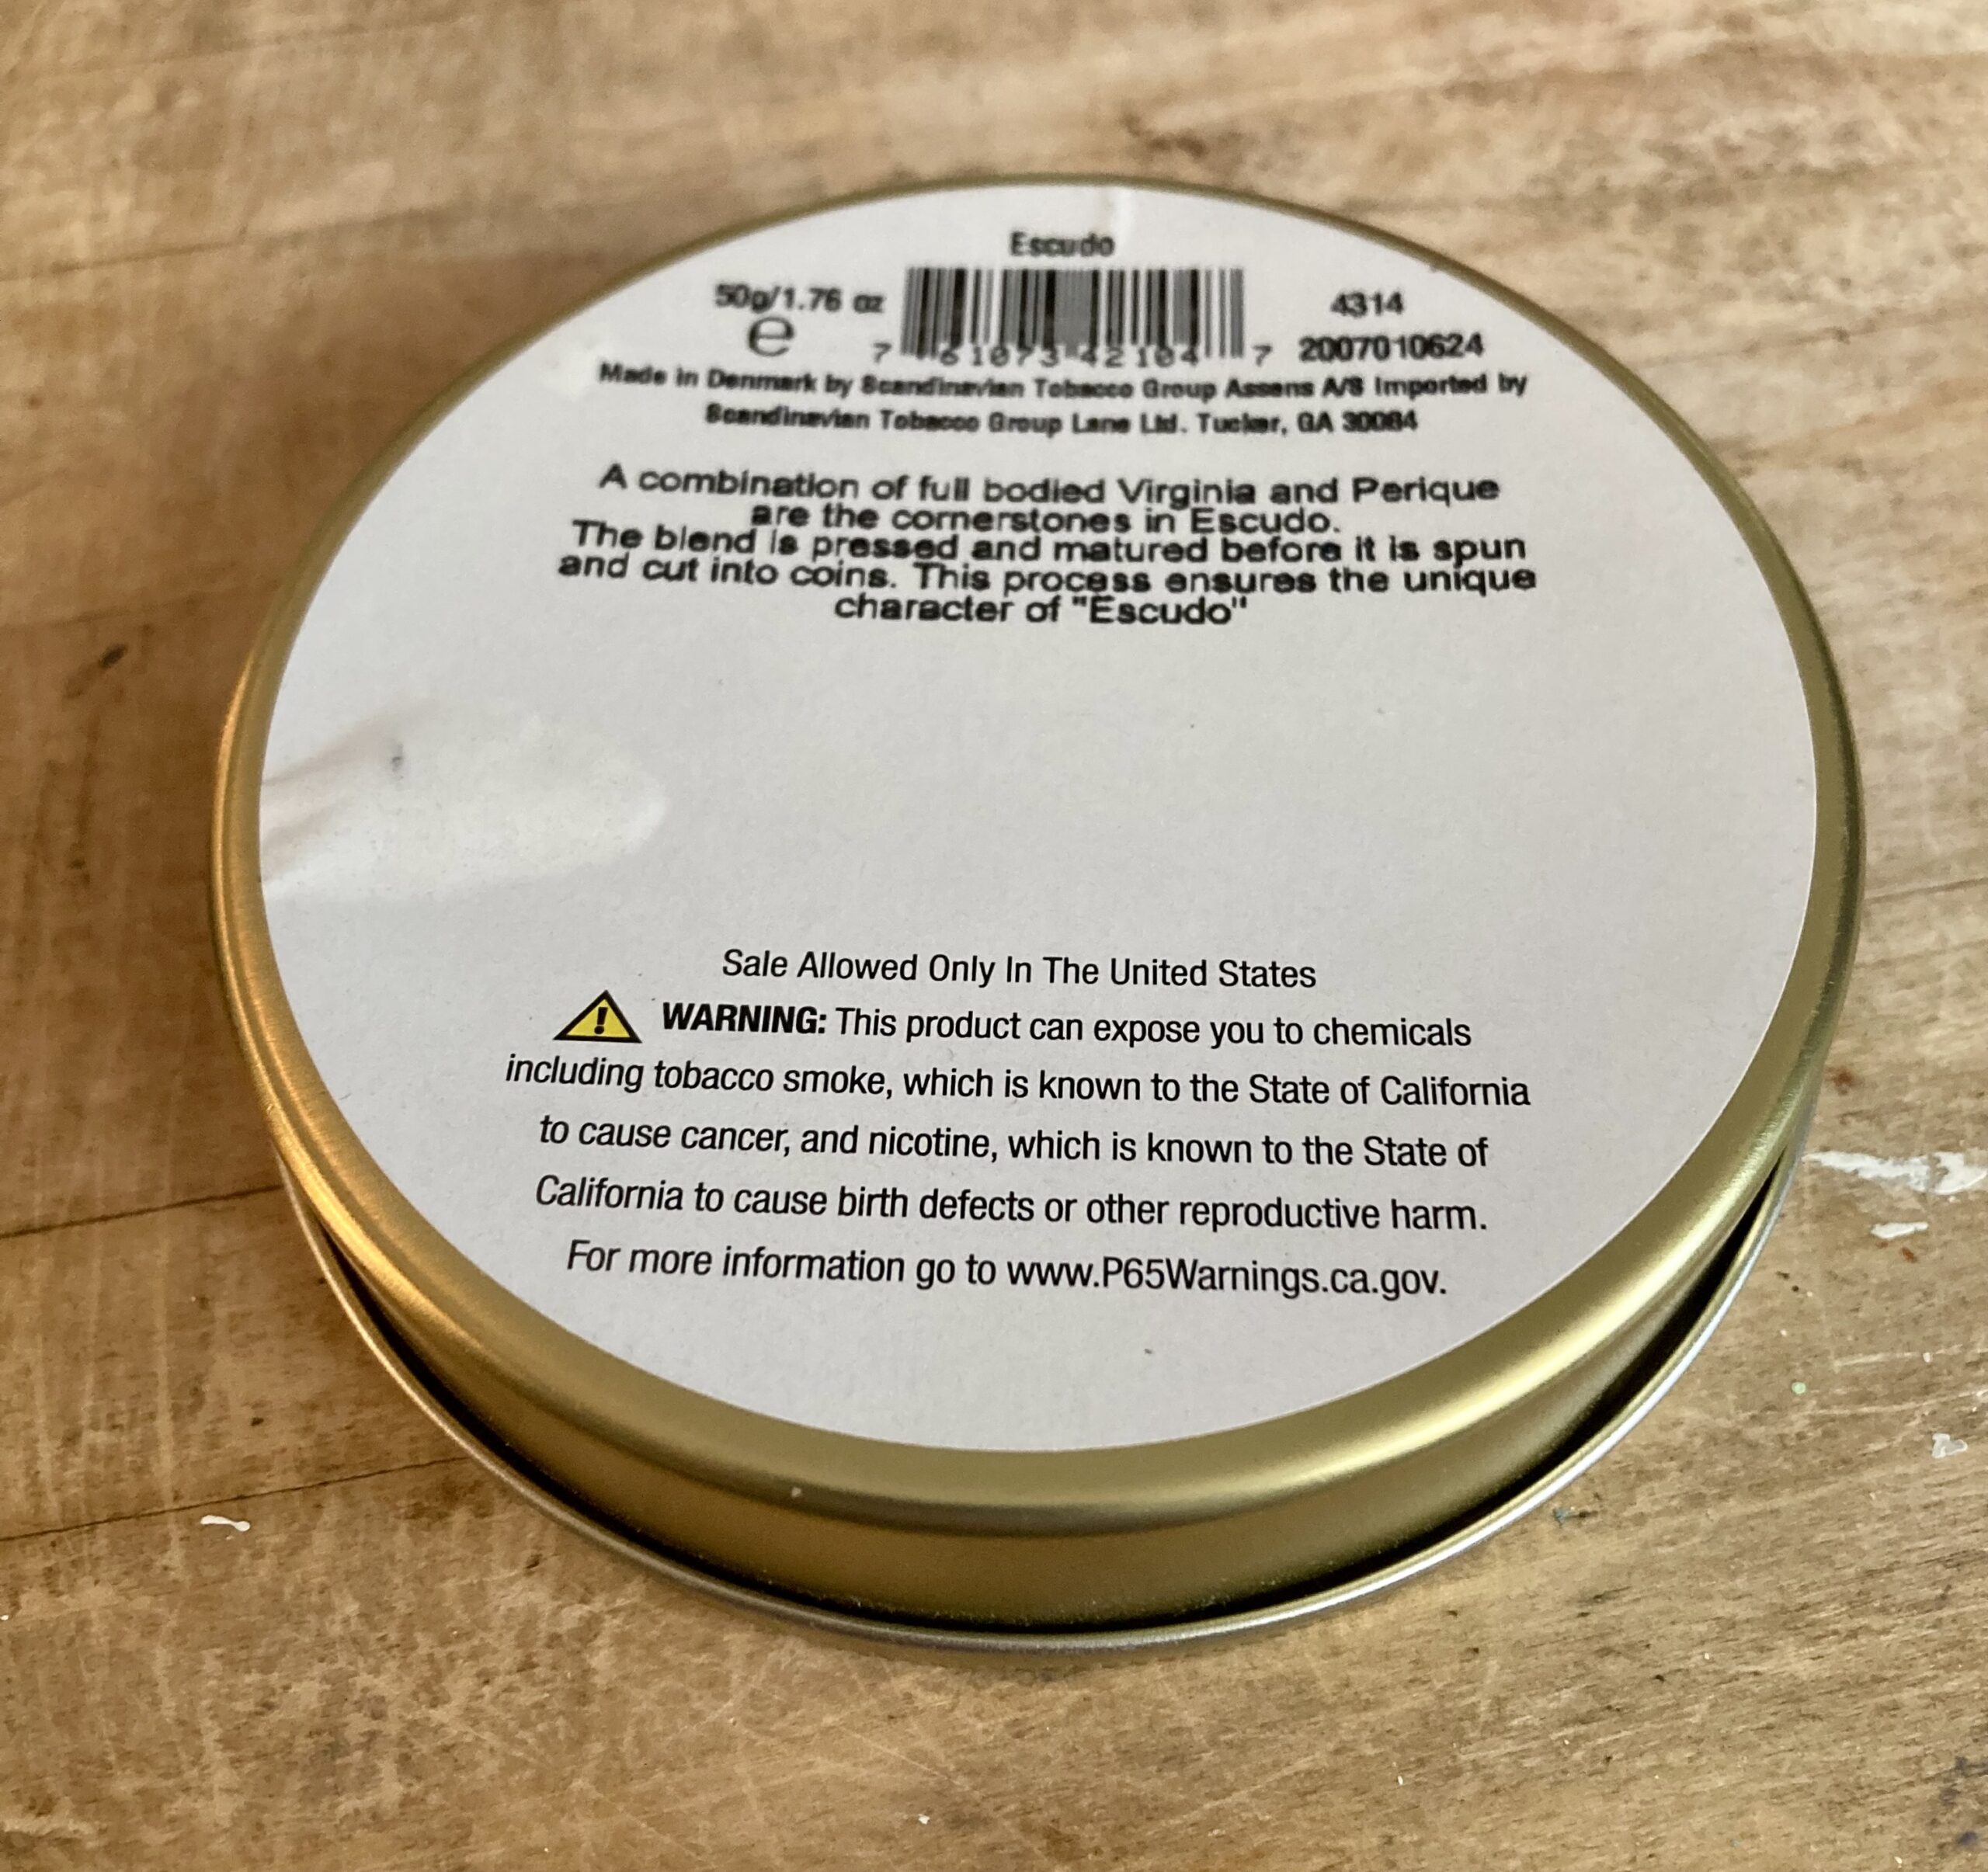 Escudo
50g/1.76 oz
e
7 61073 42104 7
4314
2007010624
Made in Denmark by Scandinavian Tobacco Group Assens A/S Imported by
Scandinavian Tobacco Group Lane Ltd. Tucker, GA 30084
A combination of full bodied Virginia and Perique
are the cornerstones in Escudo.
The blend is pressed and matured before it is spun
and cut into coins. This process ensures the unique
character of "Escudo"
Sale Allowed Only In The United States
! WARNING: This product can expose you to chemicals
including tobacco smoke, which is known to the State of California
to cause cancer, and nicotine, which is known to the State of
California to cause birth defects or other reproductive harm.
For more information go to www.P65Warnings.ca.gov.